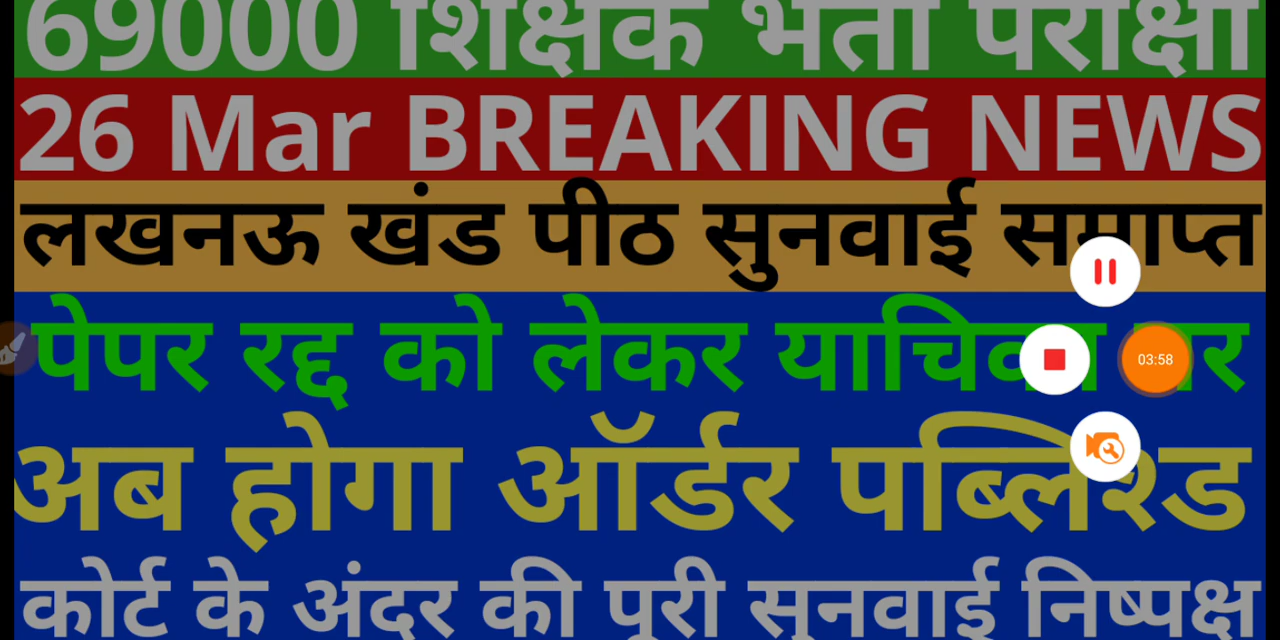 69000 शिक्षक भर्ती परीक्षा
26 Mar BREAKING NEWS
लखनऊ खंड पीठ सुनवाई समाप्त
पेपर रद्द को लेकर याचिका पर
03:58
अब होगा ऑर्डर पब्लिश्ड
कोर्ट के अंदर की पूरी सुनवाई निष्पक्ष